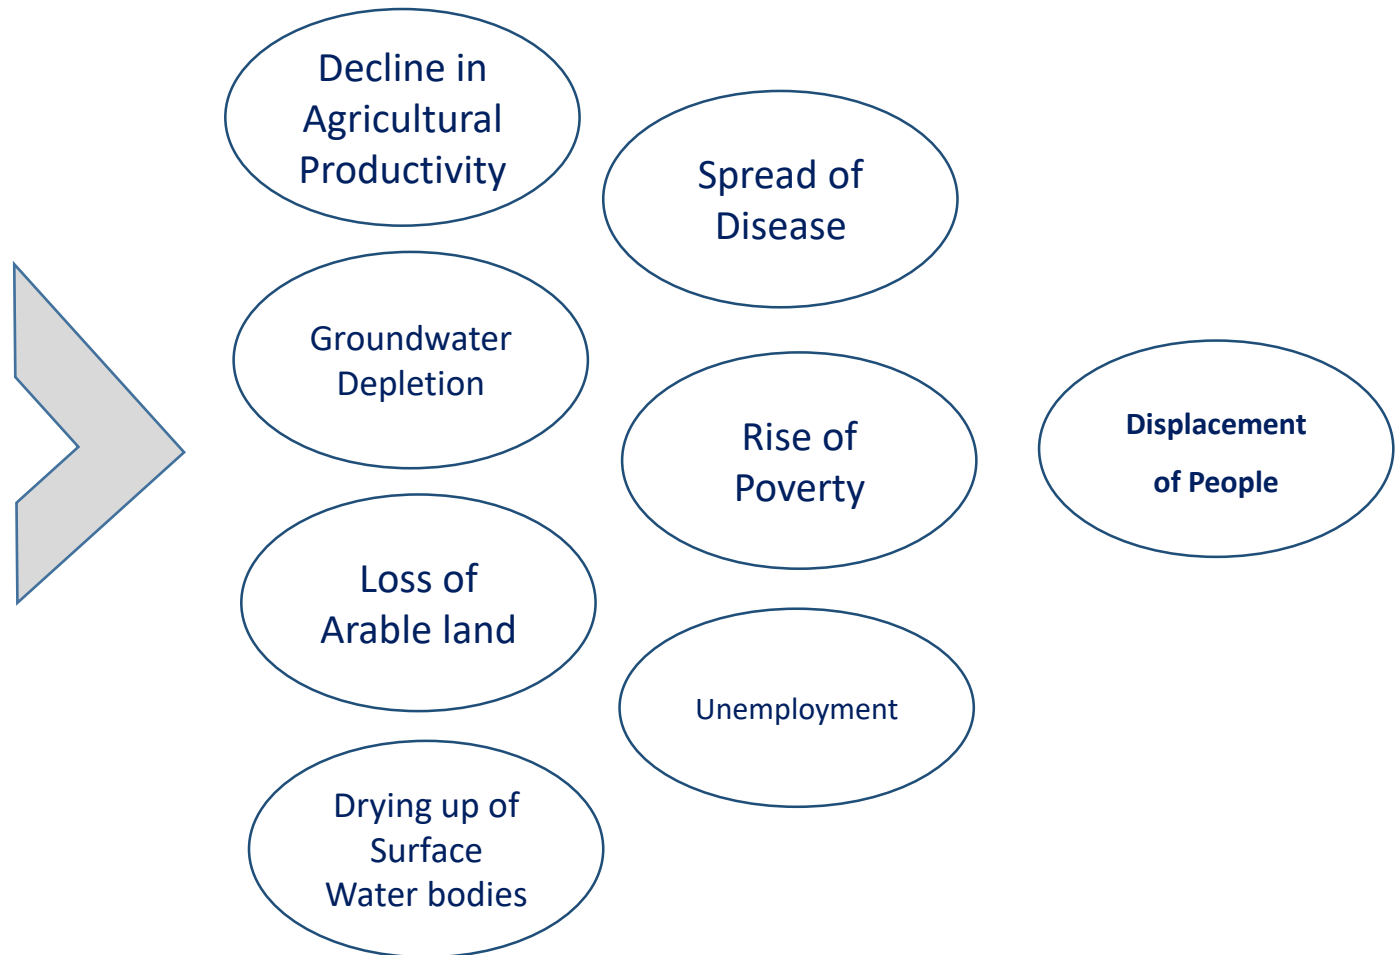 Decline in
Agricultural
Productivity
Groundwater
Depletion
Loss of
Arable land
Drying up of
Surface
Water bodies
Spread of
Disease
Rise of
Poverty
Unemployment
Displacement
of People